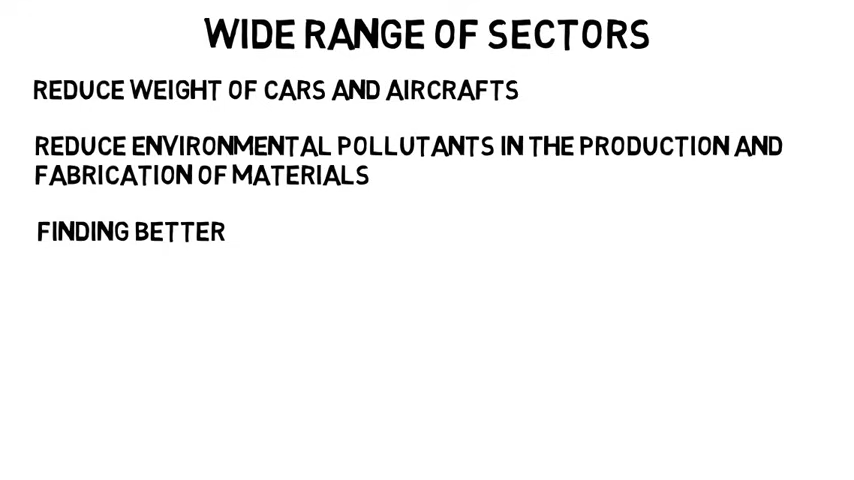 WIDE RANGE OF SECTORS
REDUCE WEIGHT OF CARS AND AIRCRAFTS
REDUCE ENVIRONMENTAL POLLUTANTS IN THE PRODUCTION AND
FABRICATION OF MATERIALS
FINDING BETTER